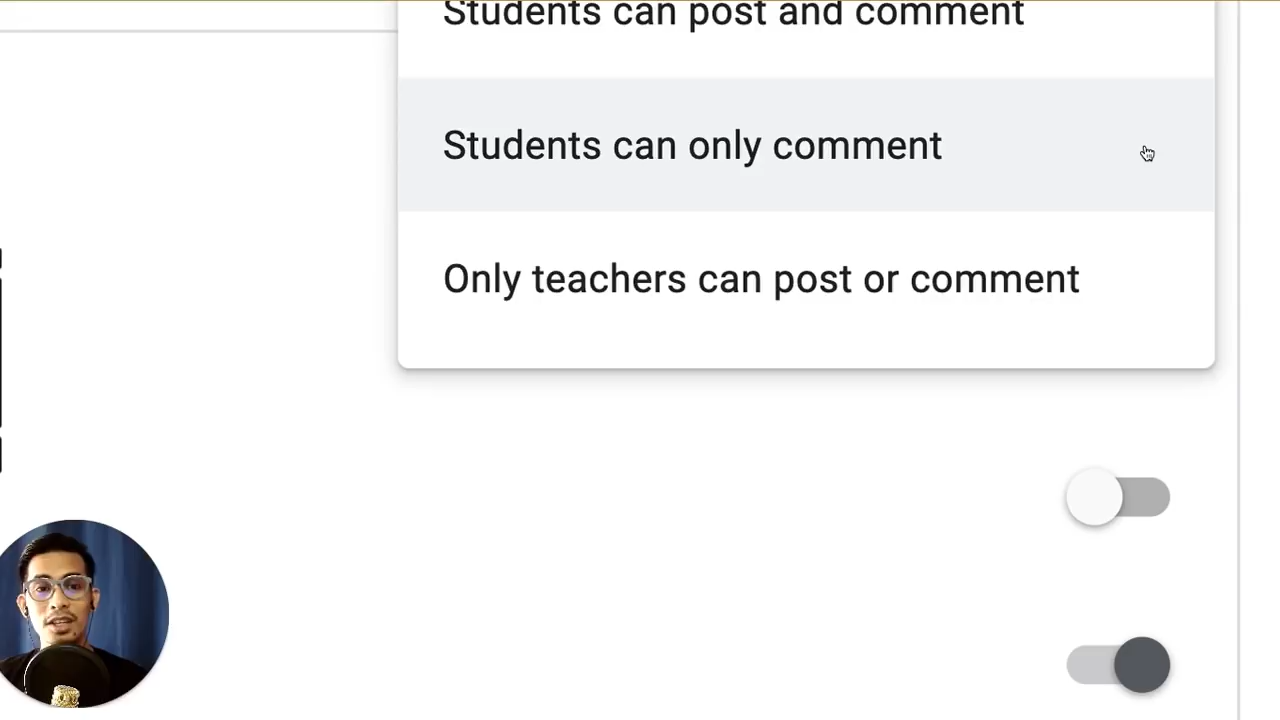 Students can post and comment
Students can only comment
Only teachers can post or comment